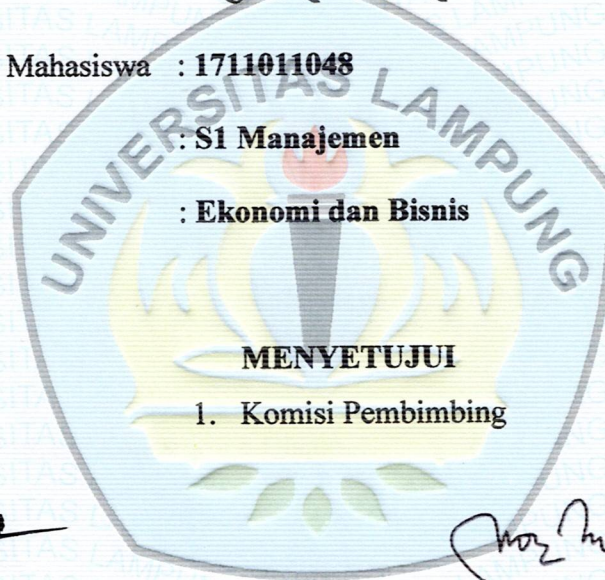 Mahasiswa : 1711011048
: S1 Manajemen
: Ekonomi dan Bisnis
UNIVERSITAS LAMPUNG
MENYETUJUI
1. Komisi Pembimbing